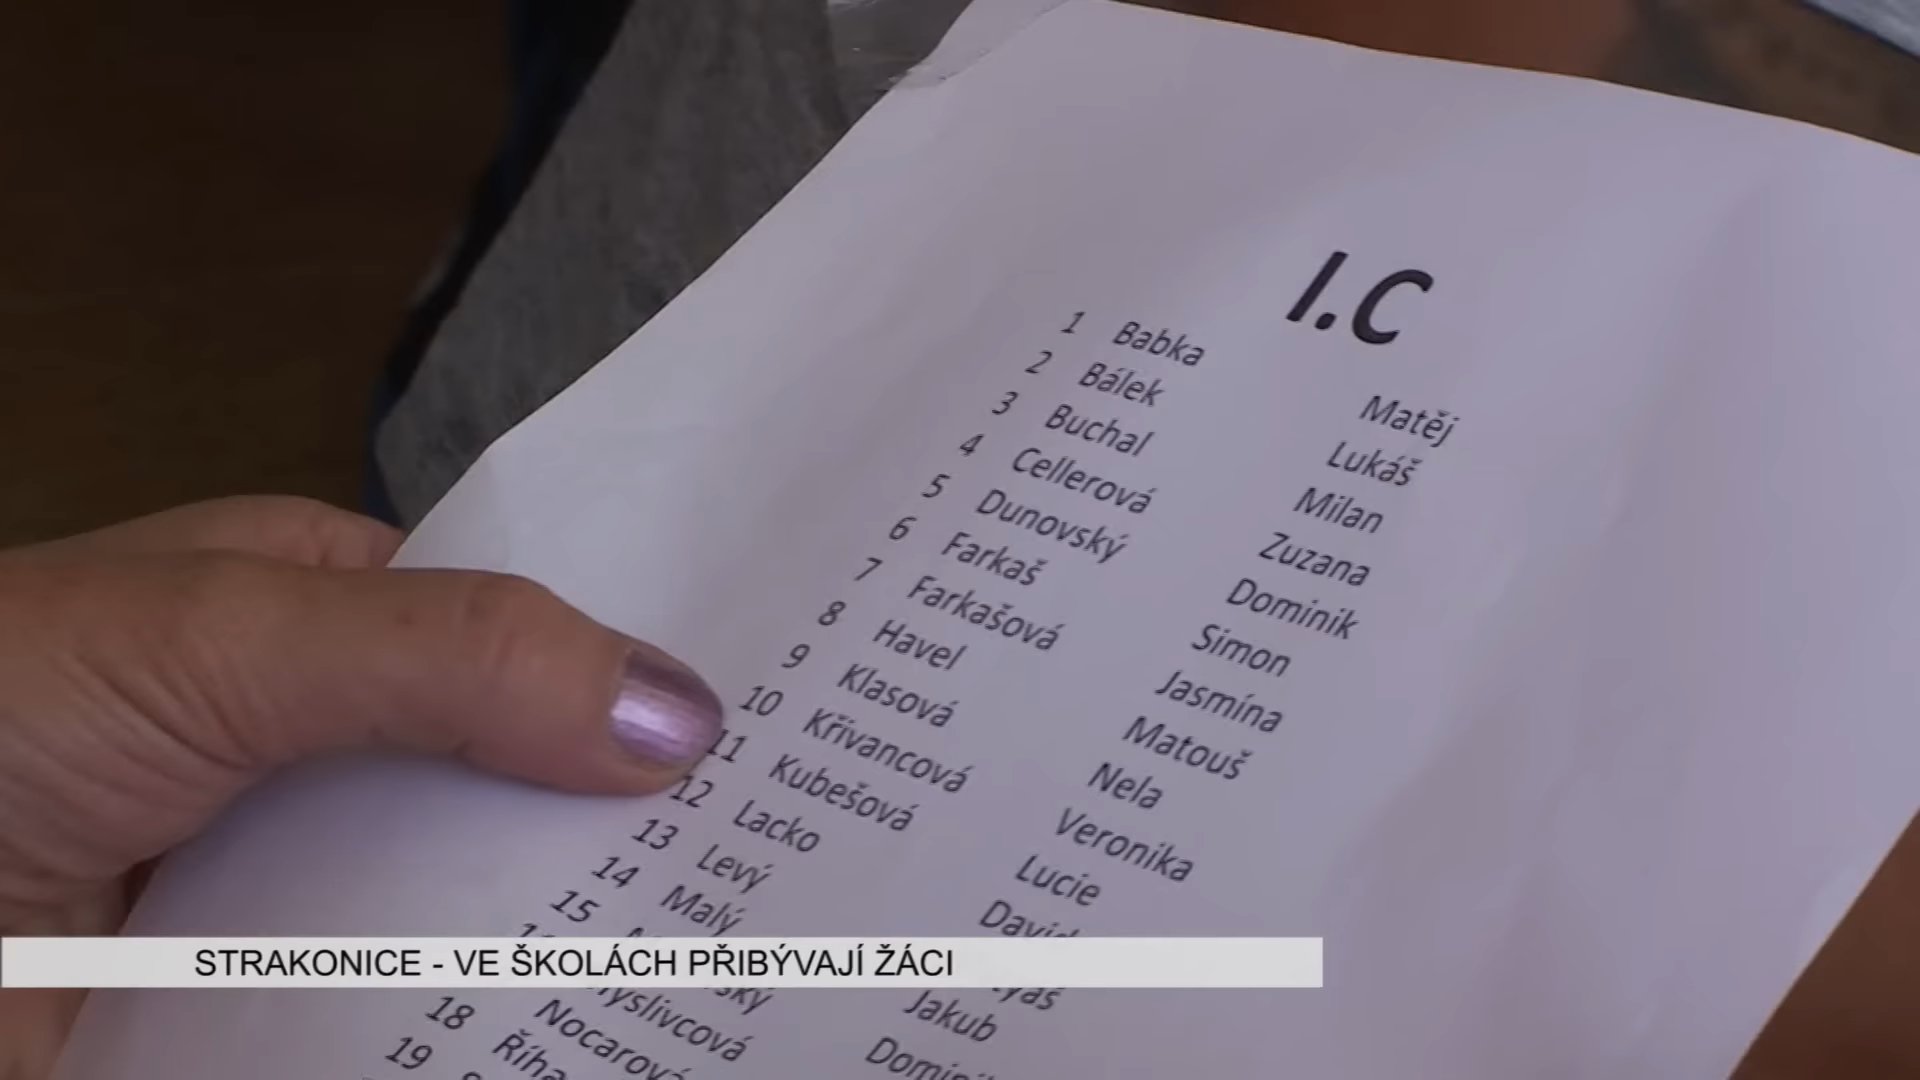 I.C
1 Babka Matěj
2 Bálek Lukáš
3 Buchal Milan
4 Cellerová Zuzana
5 Dunovský Dominik
6 Farkaš Simon
7 Farkašová Jasmína
8 Havel Matouš
9 Klasová Nela
10 Křivancová Veronika
11 Kubešová Lucie
12 Lacko David
13 Levý
14 Malý Jakub
15
STRAKONICE - VE ŠKOLÁCH PŘIBÝVAJÍ ŽÁCI
18 Nocarová
19 Říha